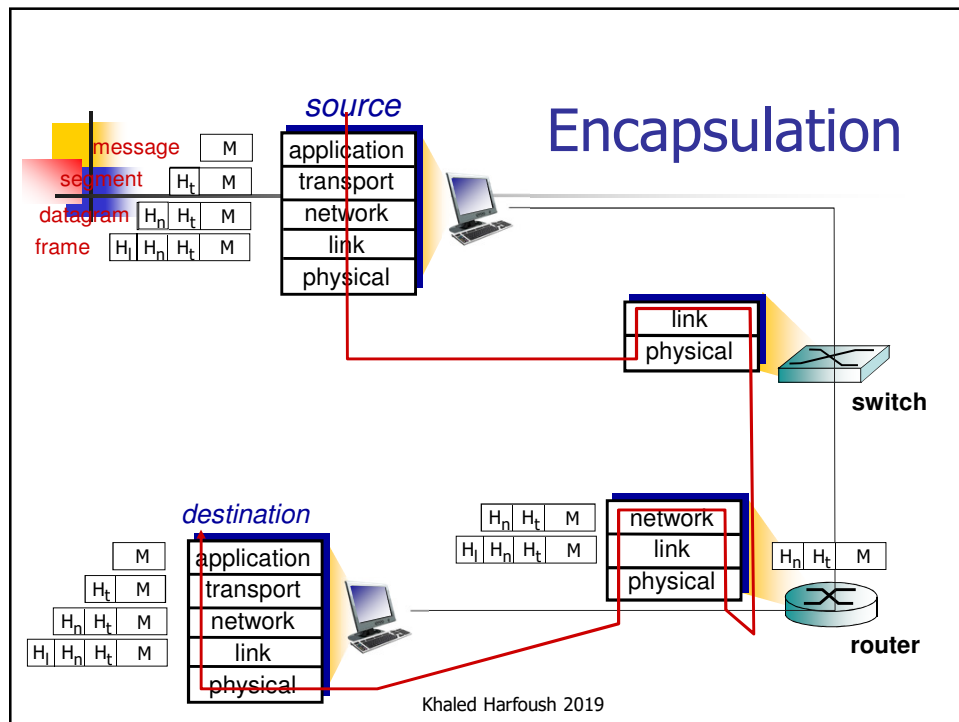 Encapsulation
source
message M
segment Ht M
datagram Hn Ht M
frame Hl Hn Ht M
application
transport
network
link
physical
link
physical
switch
Hn Ht M
Hl Hn Ht M
network
link
physical
Hn Ht M
router
destination
M
Ht M
Hn Ht M
Hl Hn Ht M
application
transport
network
link
physical
Khaled Harfoush 2019